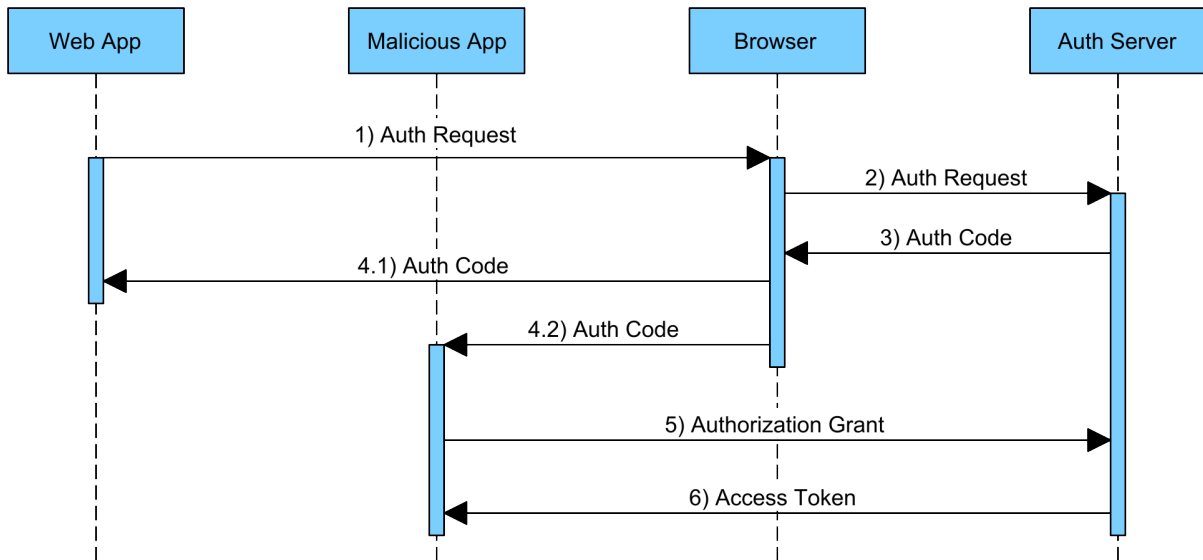 Web App
Malicious App
Browser
Auth Server
1) Auth Request
2) Auth Request
3) Auth Code
4.1) Auth Code
4.2) Auth Code
5) Authorization Grant
6) Access Token